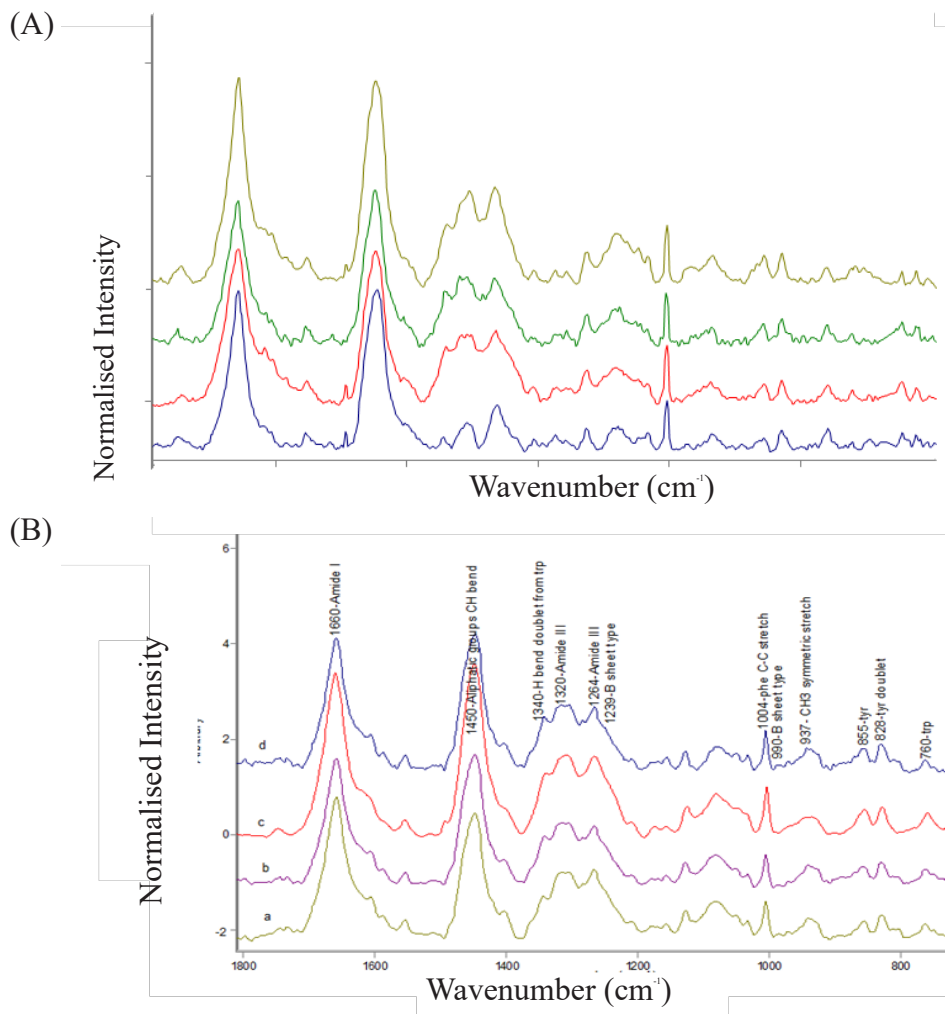 (A)
Normalised Intensity
Wavenumber (cm-1)
(B)
Normalised Intensity
6
4
2
0
-2
1660-Amide I
1450-Aliphatic groups CH bend
1340-H bend doublet from trp
1320-Amide III
1264-Amide III
1239-B sheet type
1004-phe C-C stretch
990-B sheet type
937- CH3 symmetric stretch
855-tyr
828-tyr doublet
760-trp
d
c
b
a
1800 1600 1400 1200 1000 800
Wavenumber (cm-1)